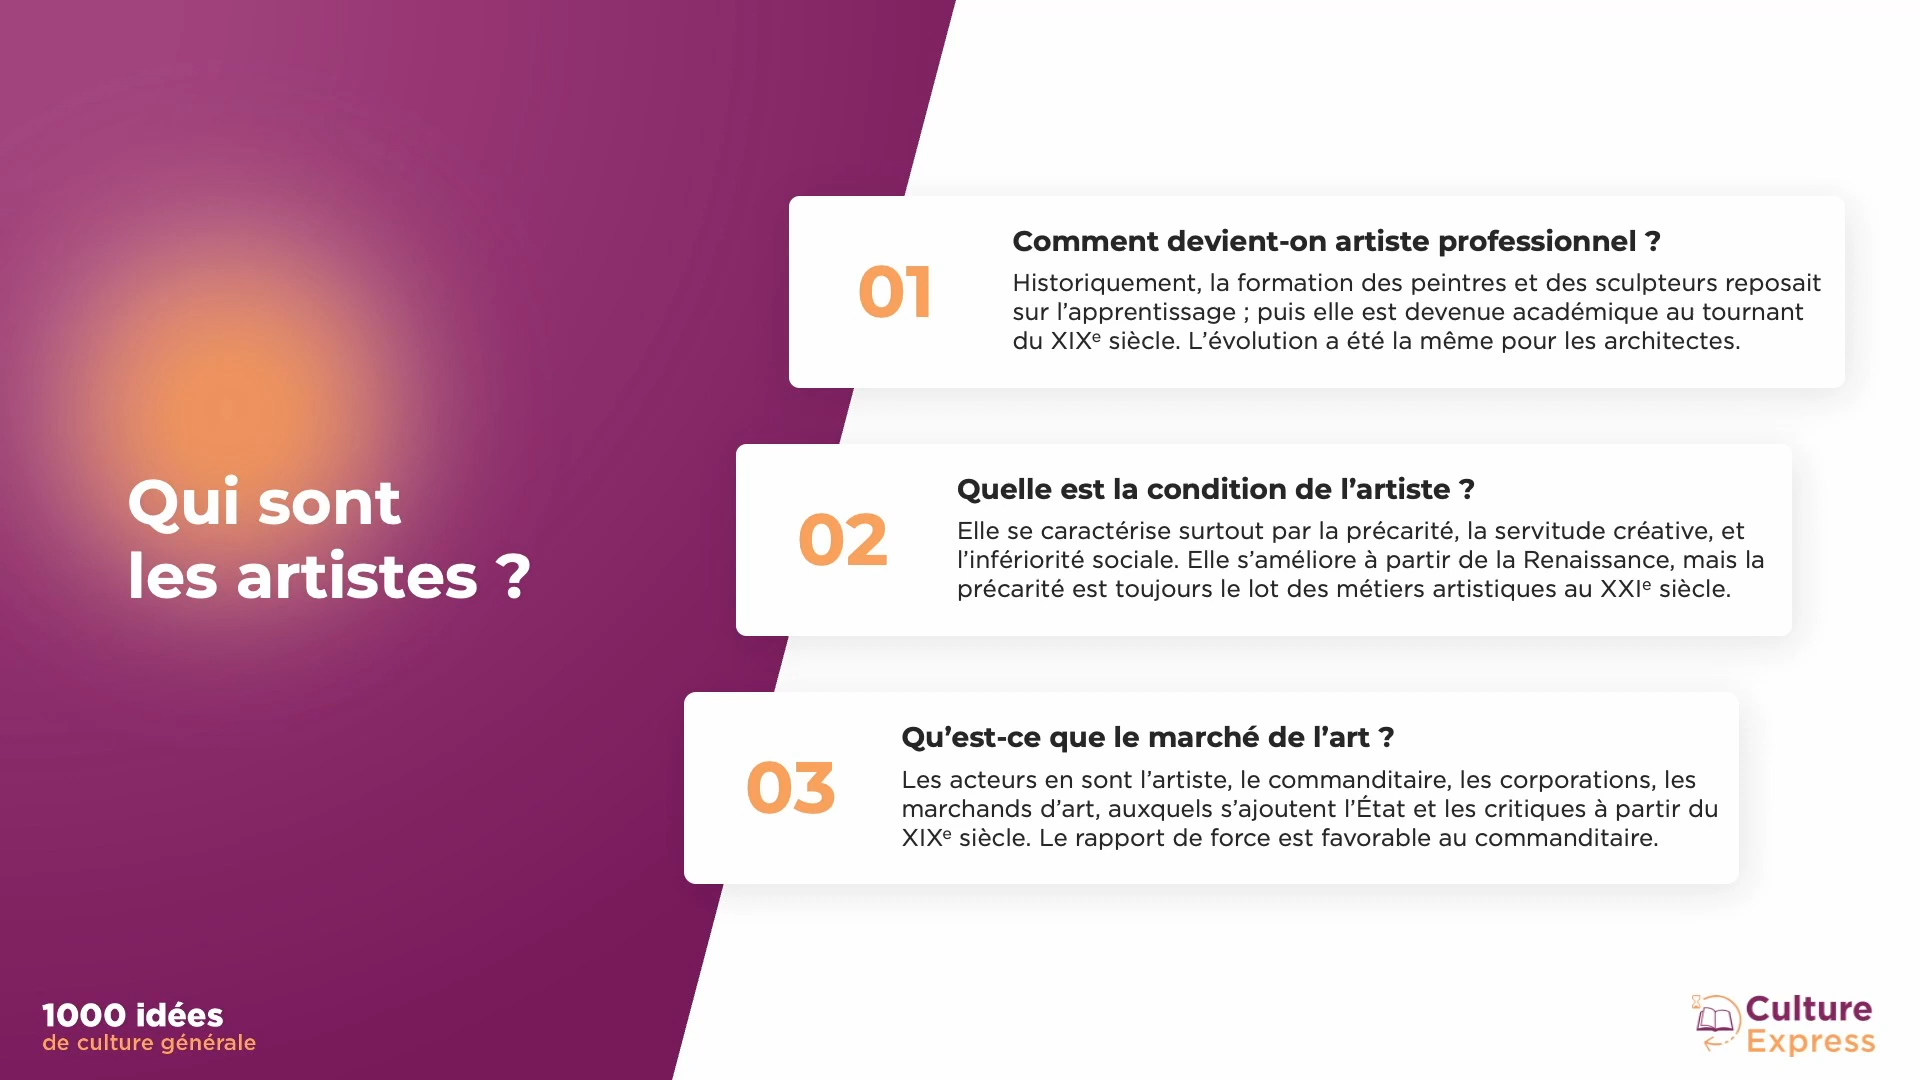 Qui sont
les artistes ?
01
Comment devient-on artiste professionnel ?
Historiquement, la formation des peintres et des sculpteurs reposait
sur l’apprentissage ; puis elle est devenue académique au tournant
du XIXᵉ siècle. L’évolution a été la même pour les architectes.
02
Quelle est la condition de l’artiste ?
Elle se caractérise surtout par la précarité, la servitude créative, et
l’infériorité sociale. Elle s’améliore à partir de la Renaissance, mais la
précarité est toujours le lot des métiers artistiques au XXIᵉ siècle.
03
Qu’est-ce que le marché de l’art ?
Les acteurs en sont l’artiste, le commanditaire, les corporations, les
marchands d’art, auxquels s’ajoutent l’État et les critiques à partir du
XIXᵉ siècle. Le rapport de force est favorable au commanditaire.
1000 idées
de culture générale
Culture
Express